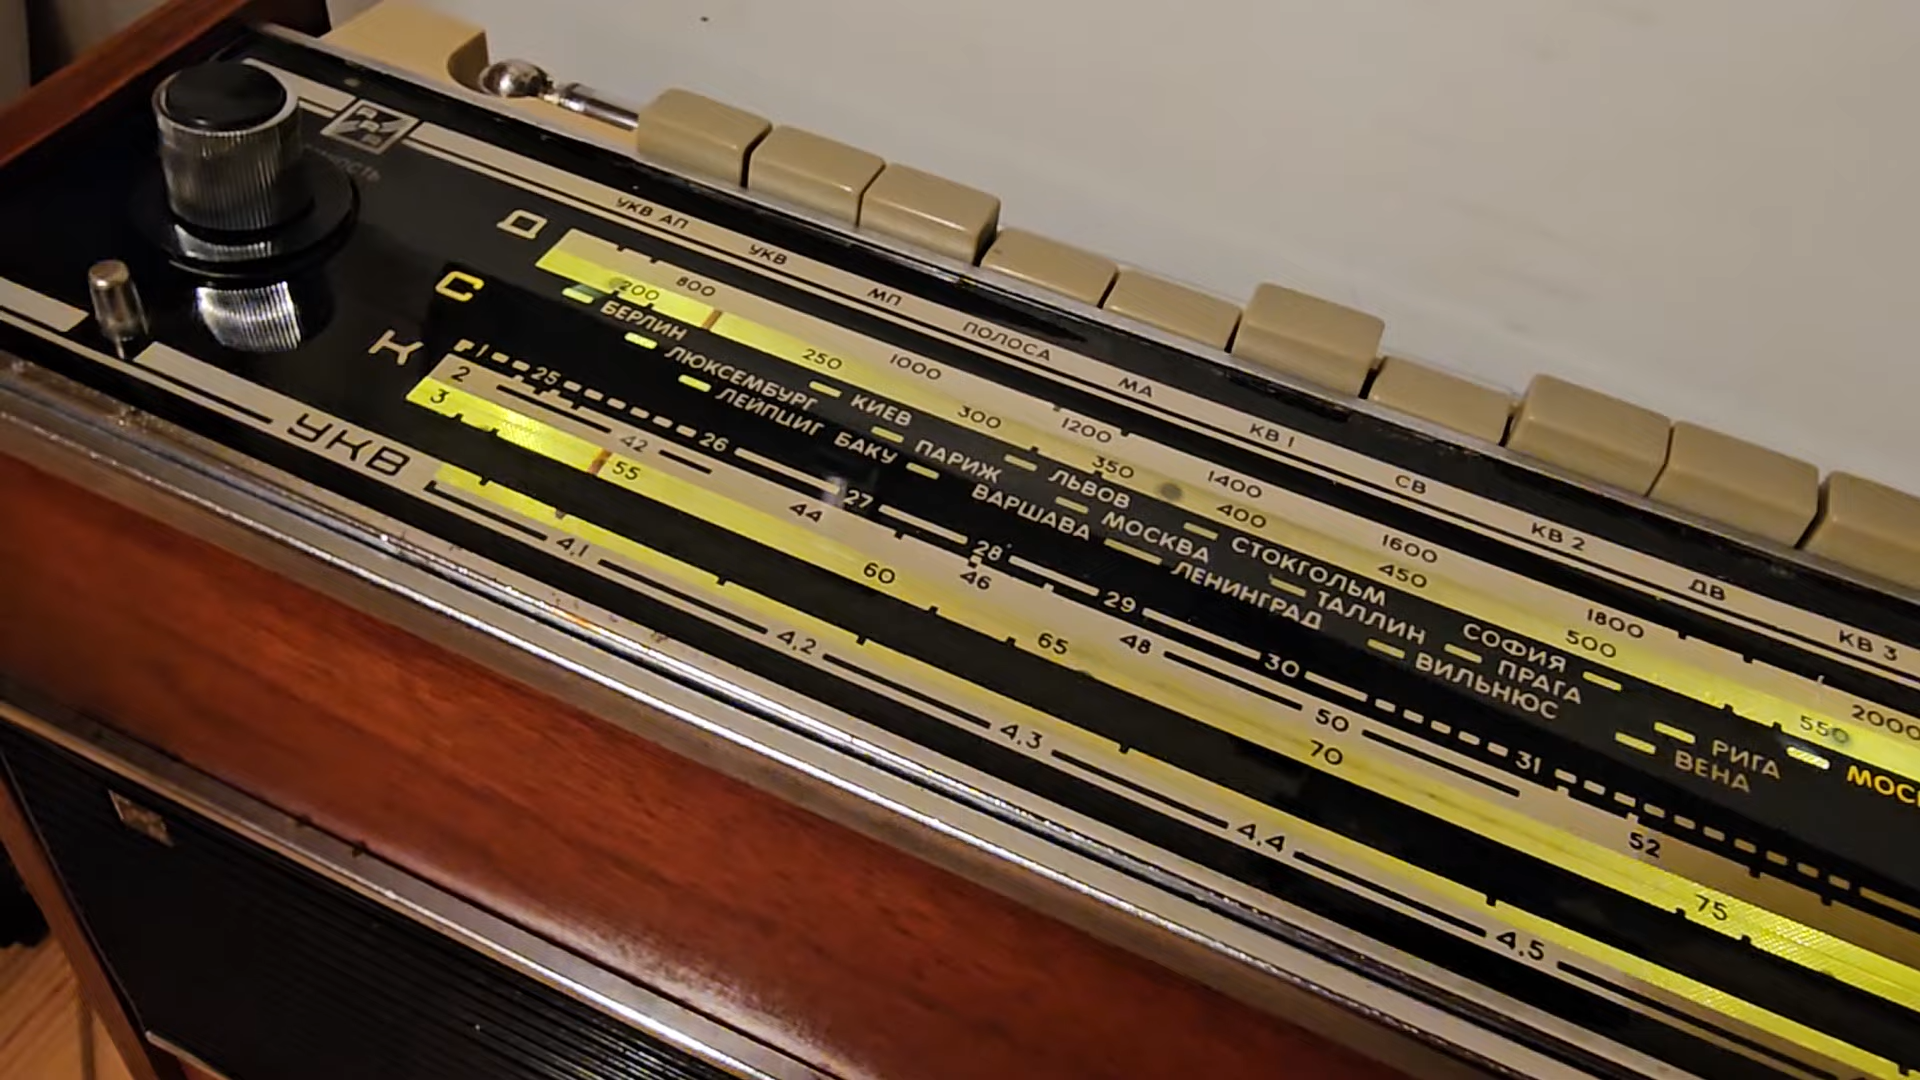 УКВ АП УКВ МП ПОЛОСА МА КВ 1 СВ КВ 2 ДВ КВ 3
Д 800 1000 1200 1400 1600 1800 2000
С 200 250 300 350 400 450 500 550
БЕРЛИН КИЕВ ЛЬВОВ СТОКГОЛЬМ СОФИЯ
ЛЮКСЕМБУРГ ПАРИЖ МОСКВА ТАЛЛИН ПРАГА РИГА
ЛЕЙПЦИГ БАКУ ВАРШАВА ЛЕНИНГРАД ВИЛЬНЮС ВЕНА
К 1 25 26 27 28 29 30 31
2 42 44 46 48 50 52
3 55 60 65 70 75
УКВ 4,1 4,2 4,3 4,4 4,5